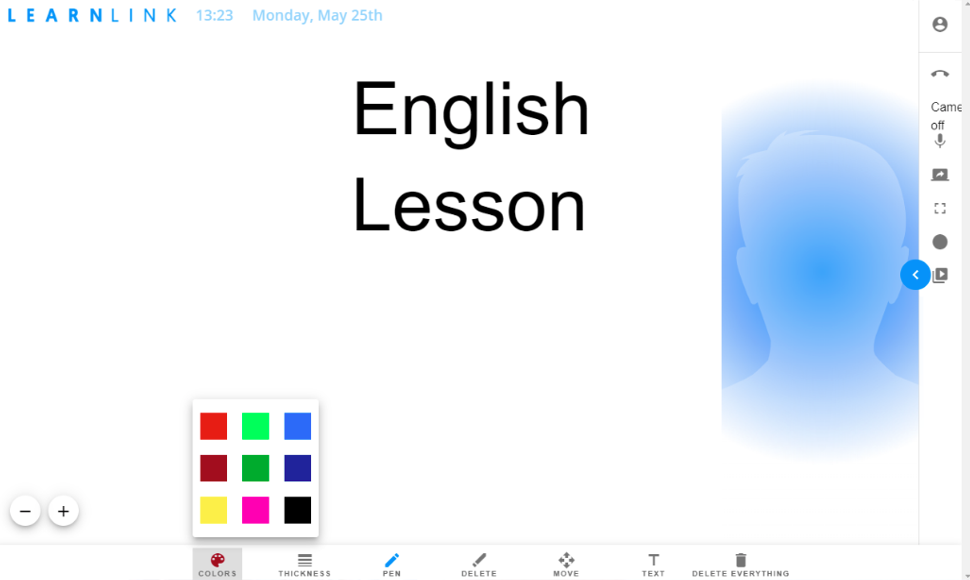 LEARNLINK 13:23 Monday, May 25th
English
Lesson
Came
off
COLORS THICKNESS PEN DELETE MOVE TEXT DELETE EVERYTHING